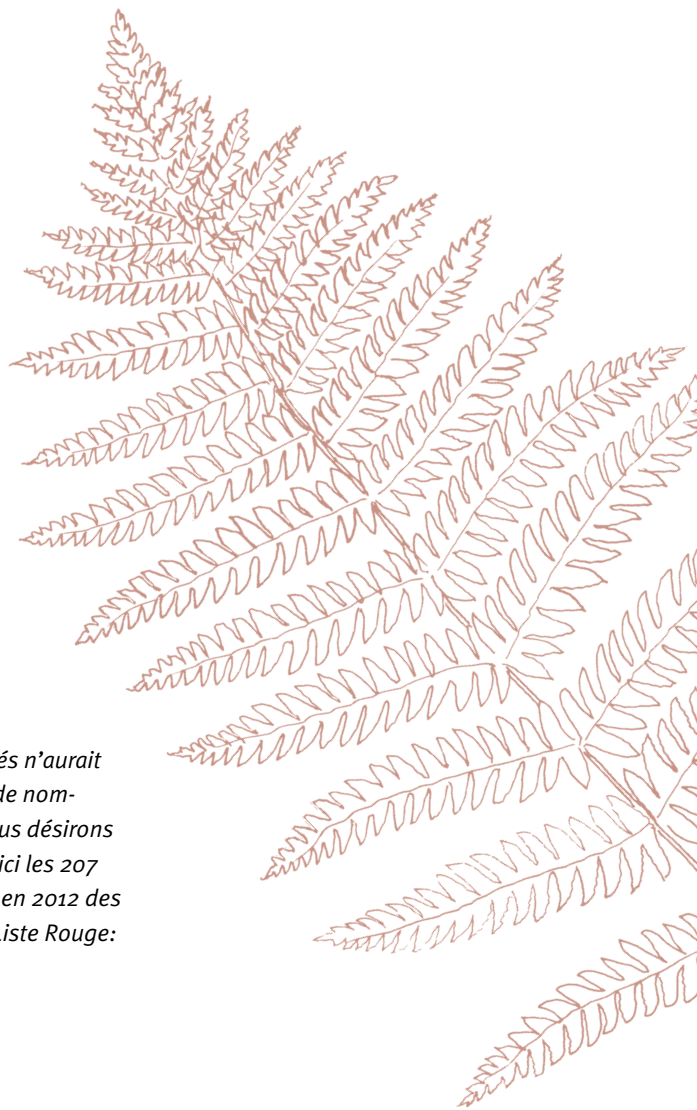 és n’aurait
de nom-
us désirons
ici les 207
en 2012 des
Liste Rouge: